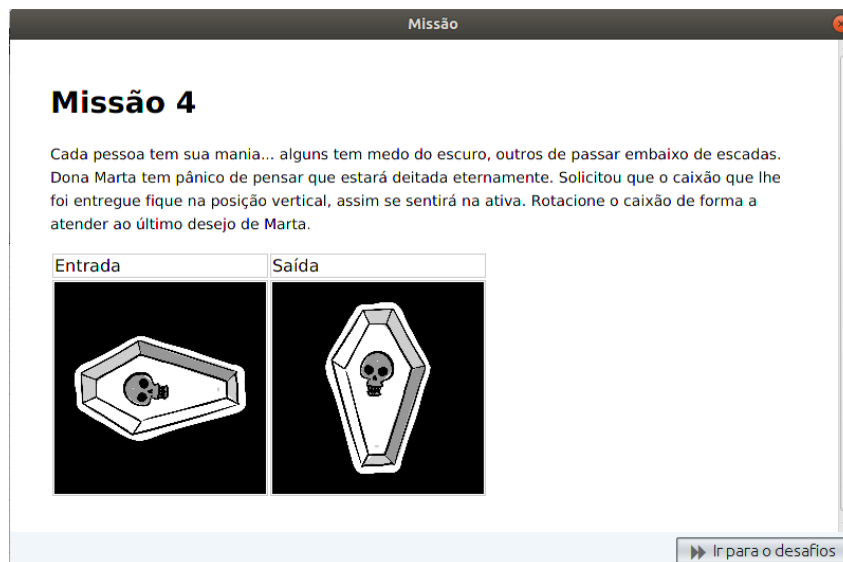 Missão
Missão 4
Cada pessoa tem sua mania... alguns tem medo do escuro, outros de passar embaixo de escadas.
Dona Marta tem pânico de pensar que estará deitada eternamente. Solicitou que o caixão que lhe
foi entregue fique na posição vertical, assim se sentirá na ativa. Rotacione o caixão de forma a
atender ao último desejo de Marta.
Entrada
Saída
Ir para o desafios